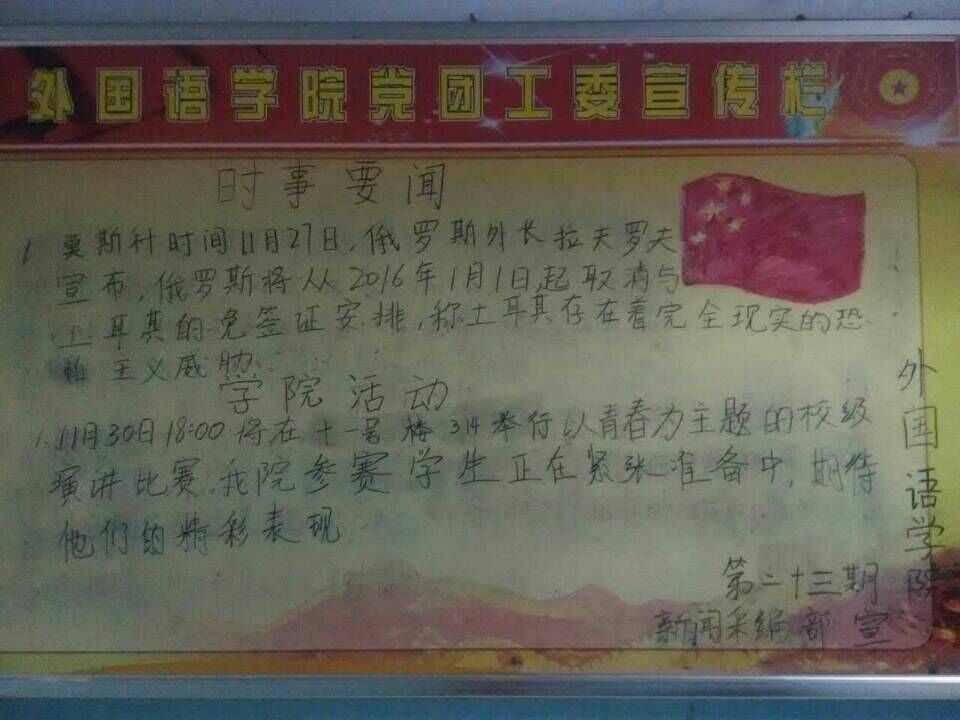 外国语学院党团工委宣传栏
时事要闻
1. 莫斯科时间11月27日,俄罗斯外长拉夫罗夫
宣布,俄罗斯将从2016年1月1日起取消与
土耳其的免签证安排,称土耳其存在着完全现实的恐
怕主义威胁.
学院活动
1. 11月30日18:00将在十一号楼314举行以青春为主题的校级
演讲比赛,我院参赛学生正在紧张准备中,期待
他们的精彩表现
第二十三期
新闻采编部宣
外国语学院